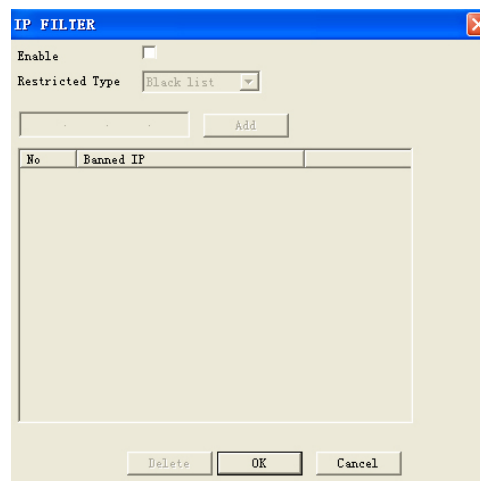 IP FILTER
Enable
Restricted Type Black list
Add
No Banned IP
Delete OK Cancel